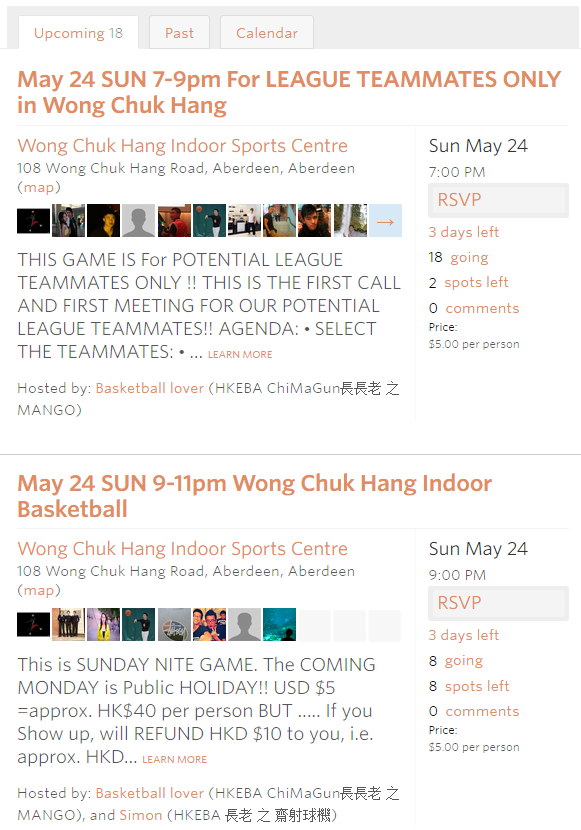 Upcoming 18 Past Calendar
May 24 SUN 7-9pm For LEAGUE TEAMMATES ONLY
in Wong Chuk Hang
Wong Chuk Hang Indoor Sports Centre
108 Wong Chuk Hang Road, Aberdeen, Aberdeen
(map)
→
THIS GAME IS For POTENTIAL LEAGUE
TEAMMATES ONLY !! THIS IS THE FIRST CALL
AND FIRST MEETING FOR OUR POTENTIAL
LEAGUE TEAMMATES!! AGENDA: • SELECT
THE TEAMMATES: • ... LEARN MORE
Hosted by: Basketball lover (HKEBA ChiMaGun長長老 之
MANGO)
Sun May 24
7:00 PM
RSVP
3 days left
18 going
2 spots left
0 comments
Price:
$5.00 per person
May 24 SUN 9-11pm Wong Chuk Hang Indoor
Basketball
Wong Chuk Hang Indoor Sports Centre
108 Wong Chuk Hang Road, Aberdeen, Aberdeen
(map)
This is SUNDAY NITE GAME. The COMING
MONDAY is Public HOLIDAY!! USD $5
=approx. HK$40 per person BUT ..... If you
Show up, will REFUND HKD $10 to you, i.e.
approx. HKD... LEARN MORE
Hosted by: Basketball lover (HKEBA ChiMaGun長長老 之
MANGO), and Simon (HKEBA 長老 之 齋射球機)
Sun May 24
9:00 PM
RSVP
3 days left
8 going
8 spots left
0 comments
Price:
$5.00 per person